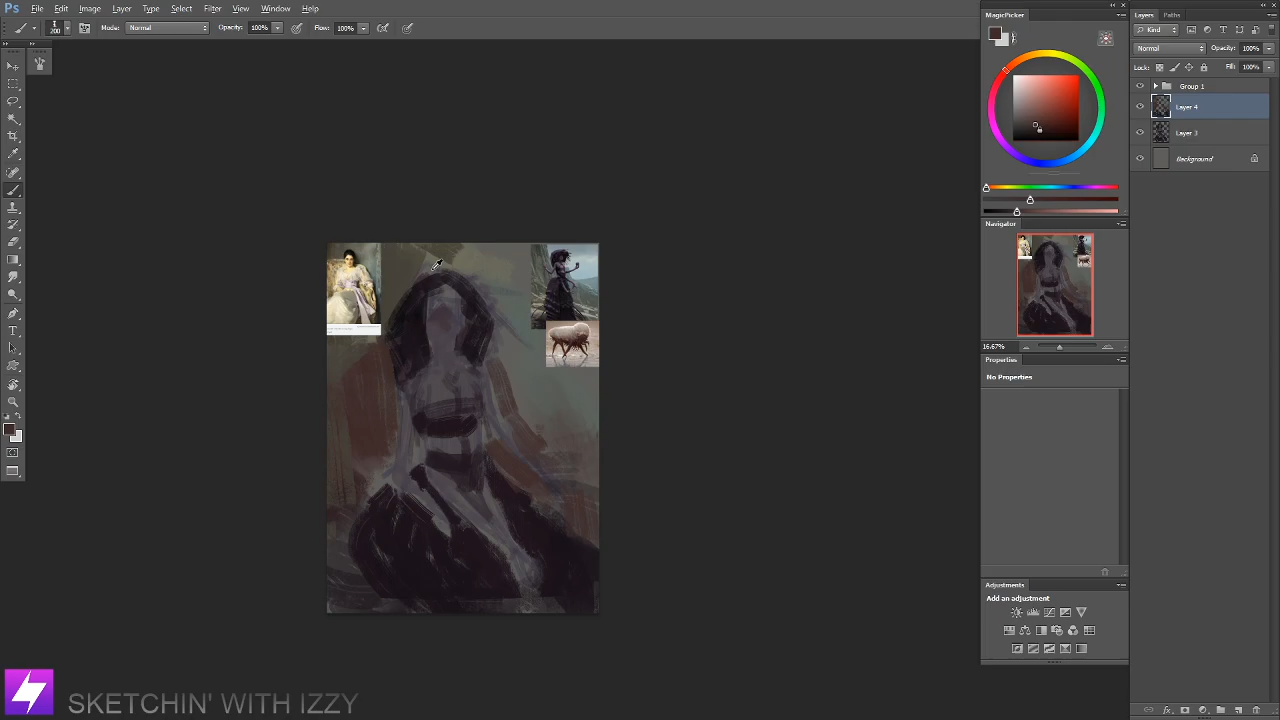 Ps File Edit Image Layer Type Select Filter View Window Help
200 Mode: Normal Opacity: 100% Flow: 100%
MagicPicker
Navigator
16.67%
Properties
No Properties
Adjustments
Add an adjustment
Layers Paths
Kind
Normal Opacity: 100%
Lock: Fill: 100%
Group 1
Layer 4
Layer 3
Background
SKETCHIN' WITH IZZY